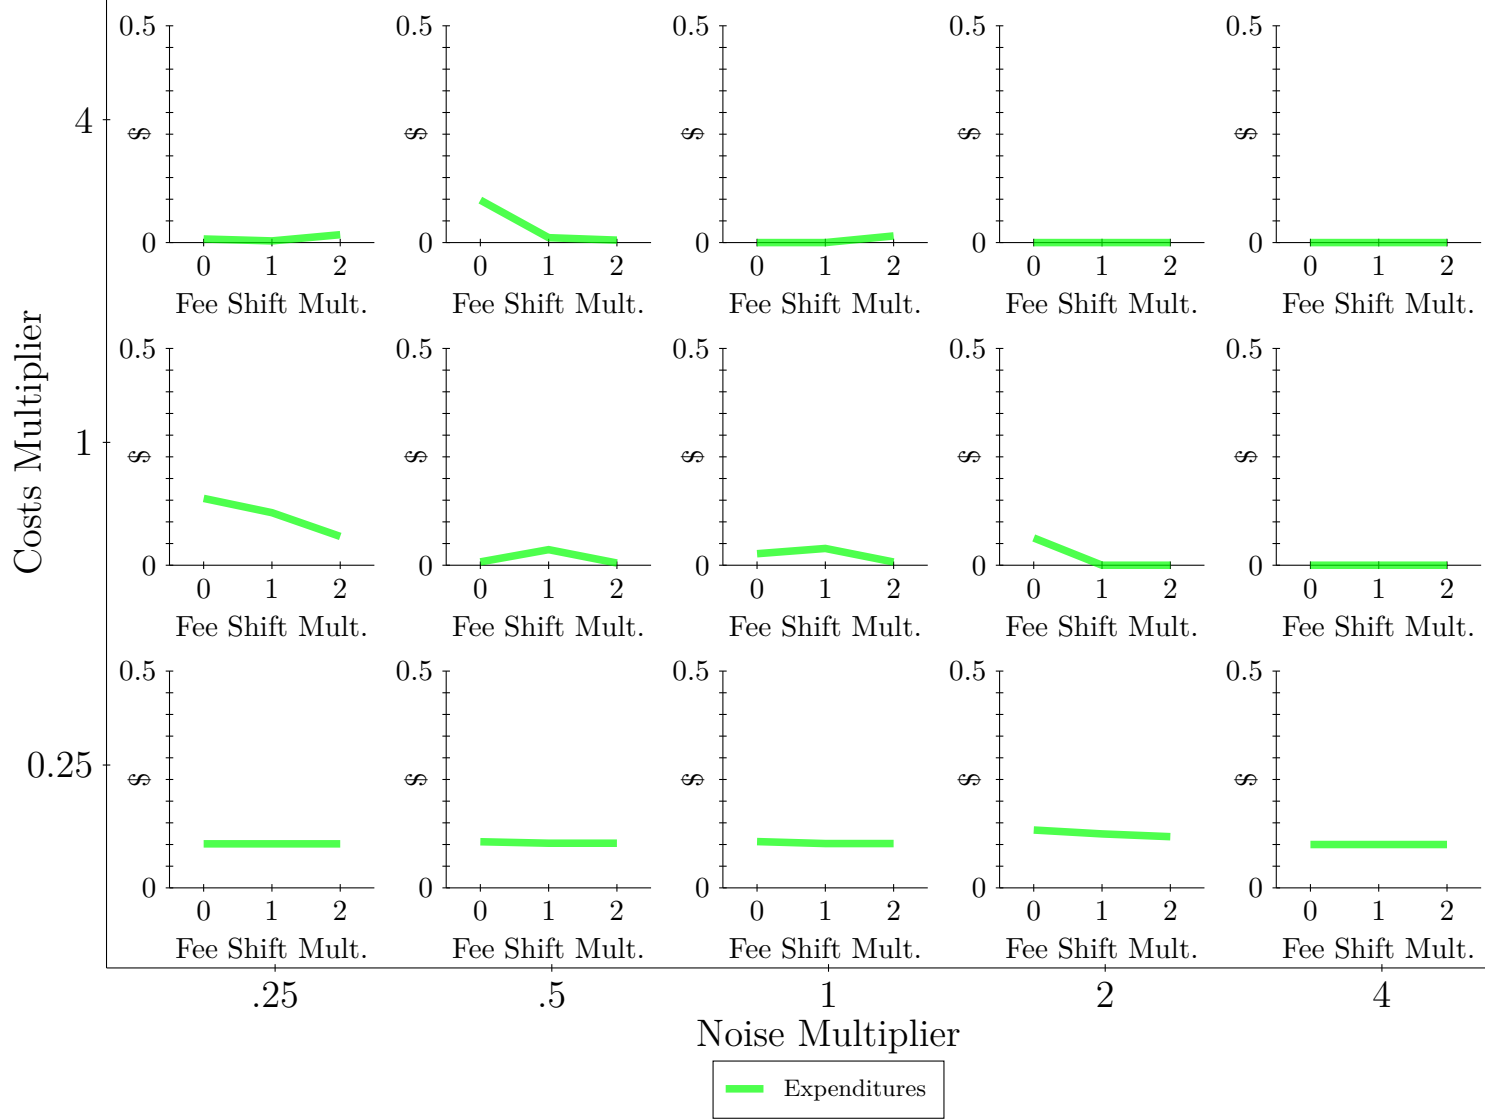 0.5 0.5 0.5 0.5 0.5
4 $ $ $ $ $
0 0 0 0 0
0 1 2 0 1 2 0 1 2 0 1 2 0 1 2
Fee Shift Mult. Fee Shift Mult. Fee Shift Mult. Fee Shift Mult. Fee Shift Mult.
Costs Multiplier
0.5 0.5 0.5 0.5 0.5
1 $ $ $ $ $
0 0 0 0 0
0 1 2 0 1 2 0 1 2 0 1 2 0 1 2
Fee Shift Mult. Fee Shift Mult. Fee Shift Mult. Fee Shift Mult. Fee Shift Mult.
0.5 0.5 0.5 0.5 0.5
0.25 $ $ $ $ $
0 0 0 0 0
0 1 2 0 1 2 0 1 2 0 1 2 0 1 2
Fee Shift Mult. Fee Shift Mult. Fee Shift Mult. Fee Shift Mult. Fee Shift Mult.
.25 .5 1 2 4
Noise Multiplier
Expenditures